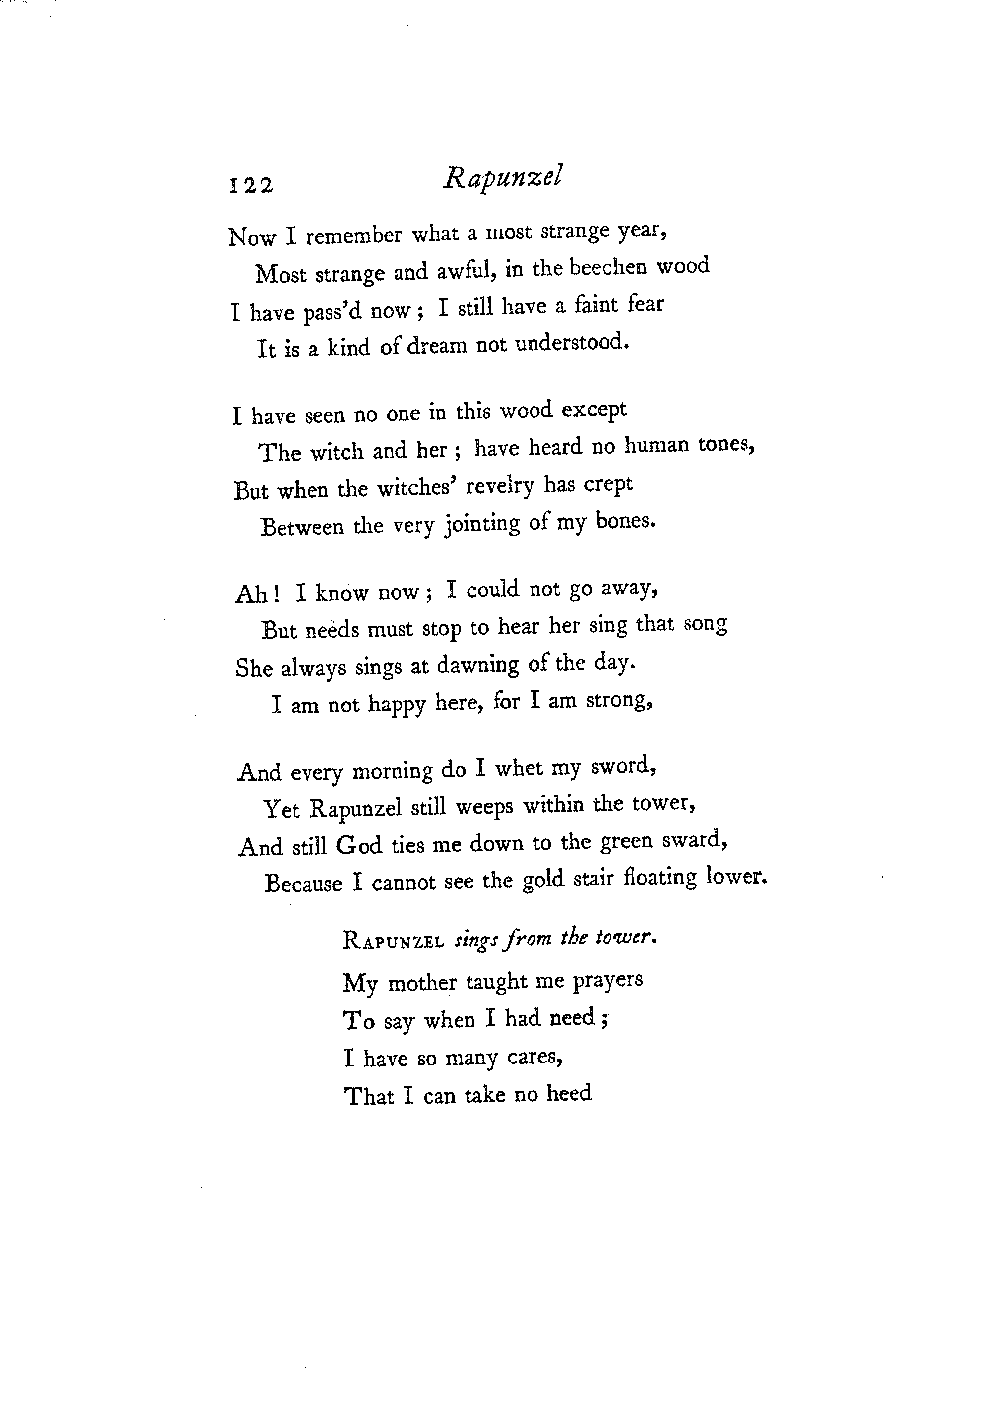 122 Rapunzel
Now I remember what a most strange year,
Most strange and awful, in the beechen wood
I have pass'd now ; I still have a faint fear
It is a kind of dream not understood.
I have seen no one in this wood except
The witch and her ; have heard no human tones,
But when the witches' revelry has crept
Between the very jointing of my bones.
Ah ! I know now ; I could not go away,
But needs must stop to hear her sing that song
She always sings at dawning of the day.
I am not happy here, for I am strong,
And every morning do I whet my sword,
Yet Rapunzel still weeps within the tower,
And still God ties me down to the green sward,
Because I cannot see the gold stair floating lower.
RAPUNZEL sings from the tower.
My mother taught me prayers
To say when I had need ;
I have so many cares,
That I can take no heed